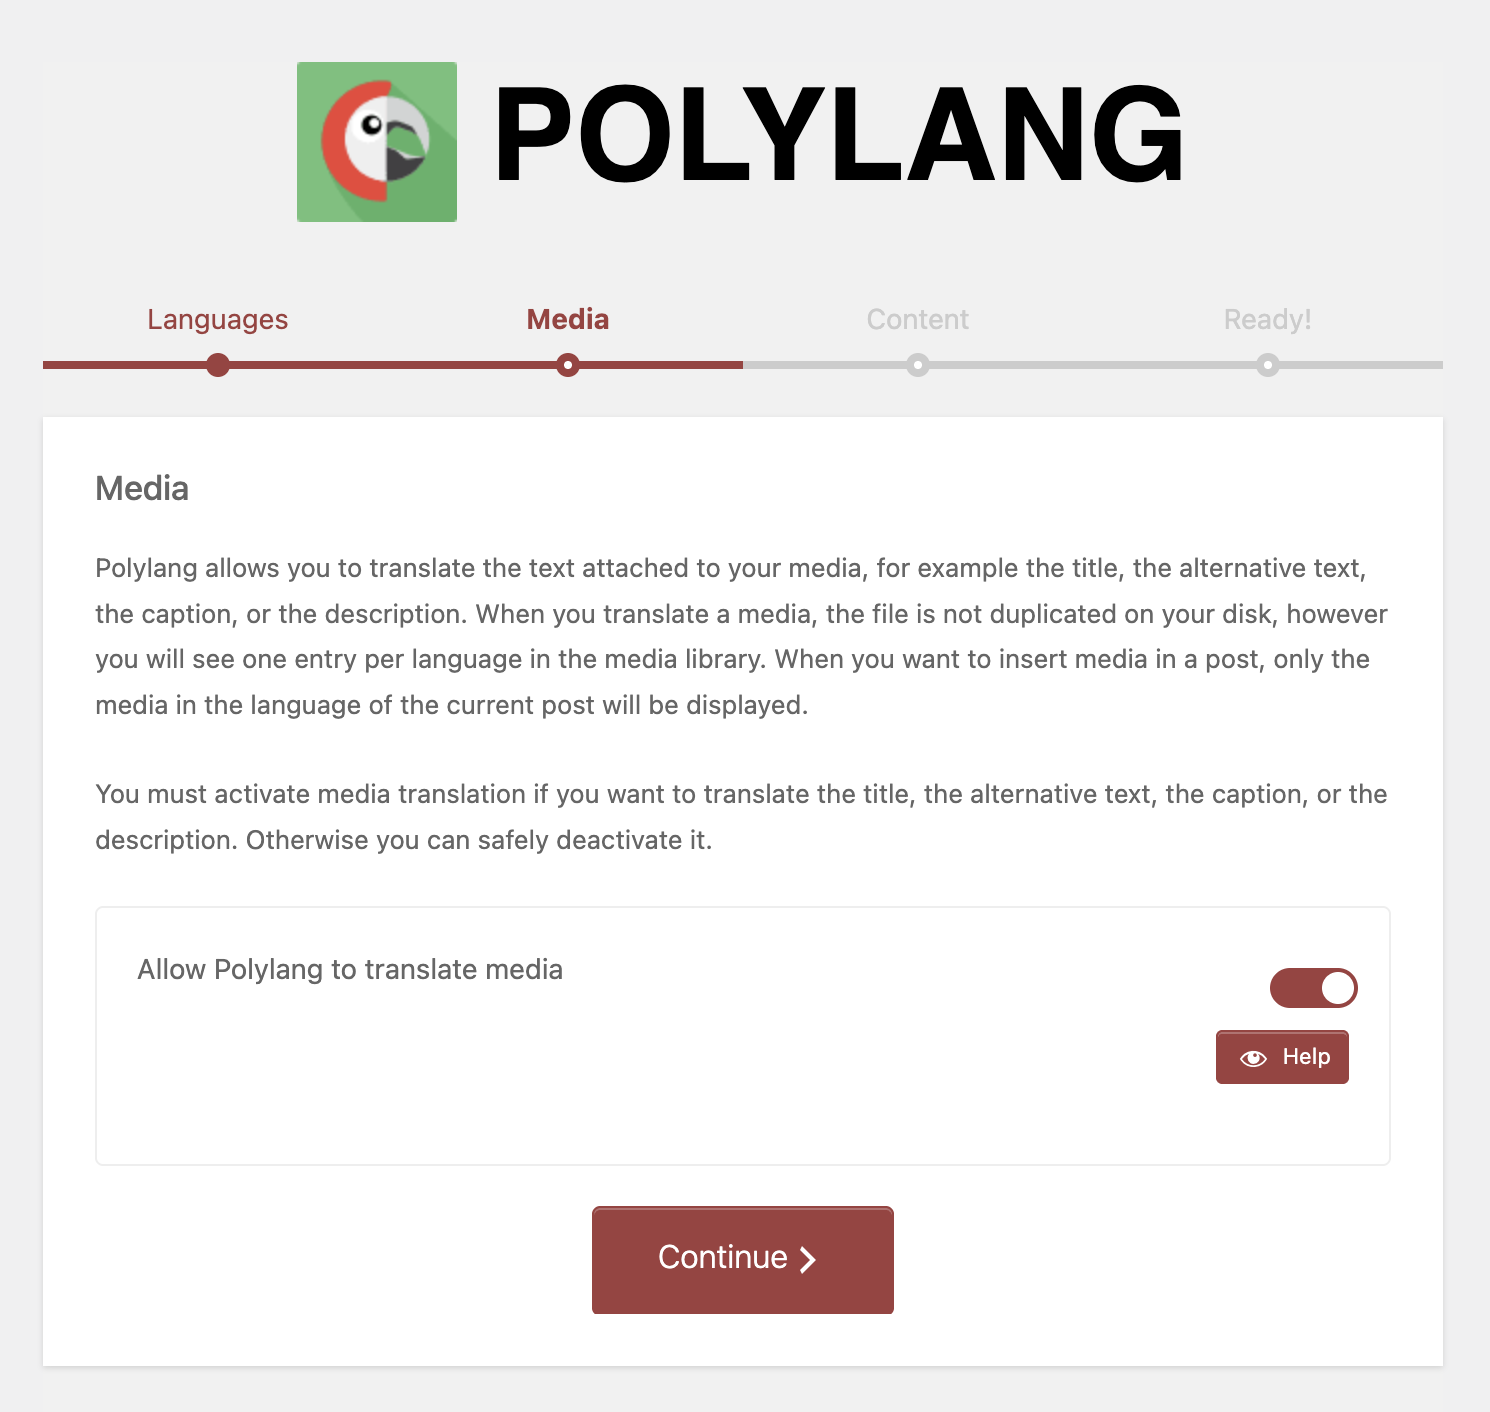 POLYLANG
Languages
Media
Content
Ready!
Media
Polylang allows you to translate the text attached to your media, for example the title, the alternative text,
the caption, or the description. When you translate a media, the file is not duplicated on your disk, however
you will see one entry per language in the media library. When you want to insert media in a post, only the
media in the language of the current post will be displayed.
You must activate media translation if you want to translate the title, the alternative text, the caption, or the
description. Otherwise you can safely deactivate it.
Allow Polylang to translate media
Help
Continue